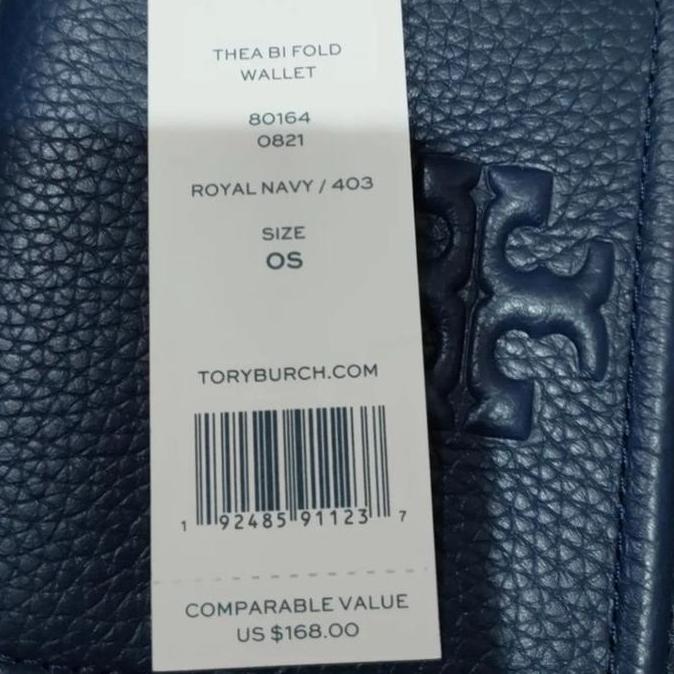 THEA BI FOLD
WALLET
80164
0821
ROYAL NAVY / 403
SIZE
OS
TORYBURCH.COM
1 92485 91123 7
COMPARABLE VALUE
US $168.00